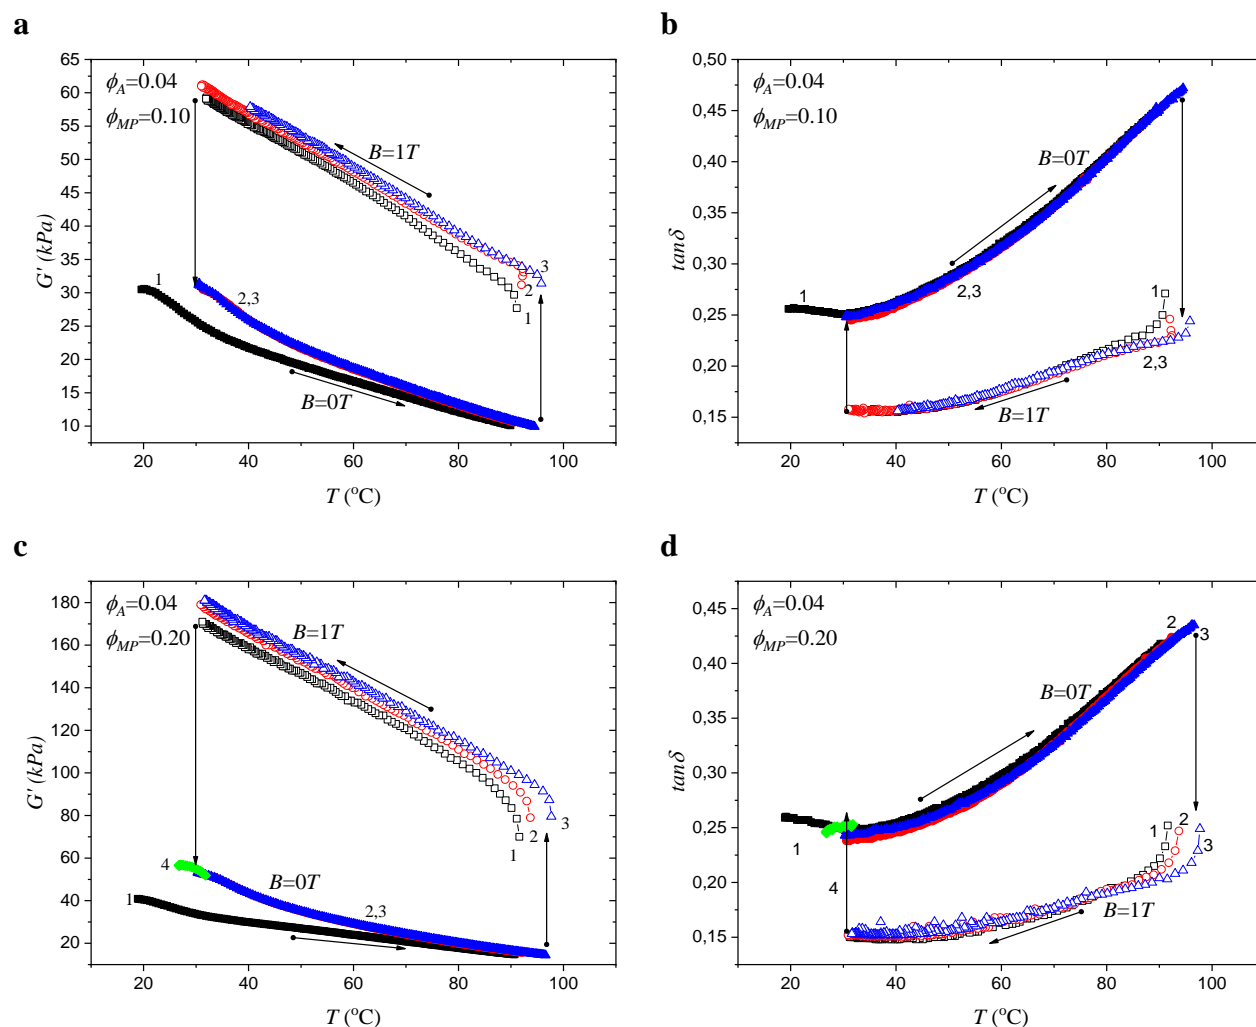 a
65
60
55
50
45
40
35
30
25
20
15
10
G' (kPa)
ϕA=0.04
ϕMP=0.10
B=1T
3
2
1
1
2,3
B=0T
20
40
60
80
100
T (oC)
b
0,50
0,45
0,40
0,35
0,30
0,25
0,20
0,15
tanδ
ϕA=0.04
ϕMP=0.10
B=0T
1
2,3
1
2,3
B=1T
20
40
60
80
100
T (oC)
c
180
160
140
120
100
80
60
40
20
G' (kPa)
ϕA=0.04
ϕMP=0.20
B=1T
1
2
3
4
B=0T
1
2,3
20
40
60
80
100
T (oC)
d
0,45
0,40
0,35
0,30
0,25
0,20
0,15
tanδ
ϕA=0.04
ϕMP=0.20
2
3
B=0T
1
4
1
2
3
B=1T
20
40
60
80
100
T (oC)